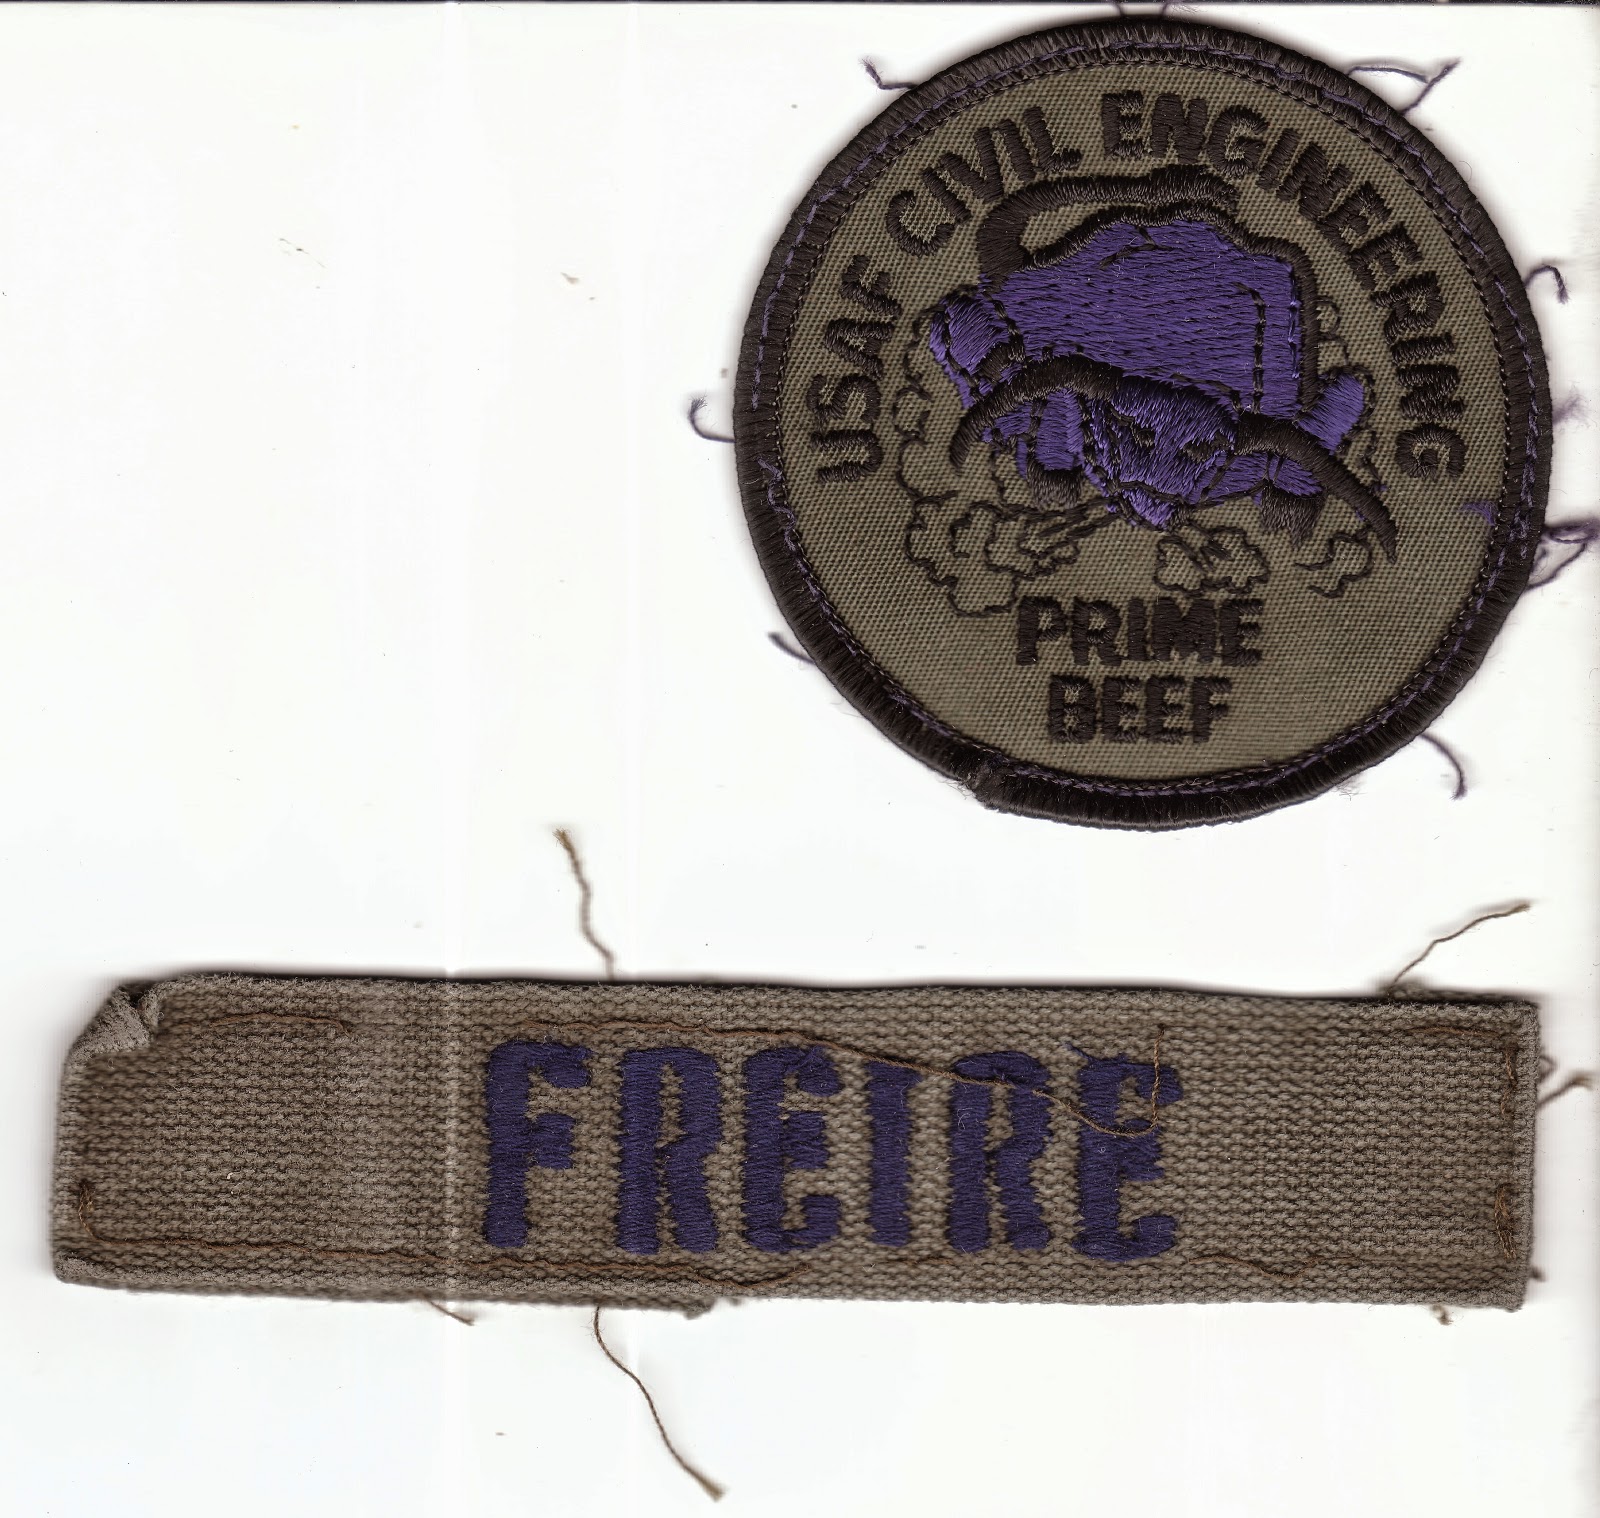 USAF CIVIL ENGINEERING
PRIME
BEEF
FREIRE